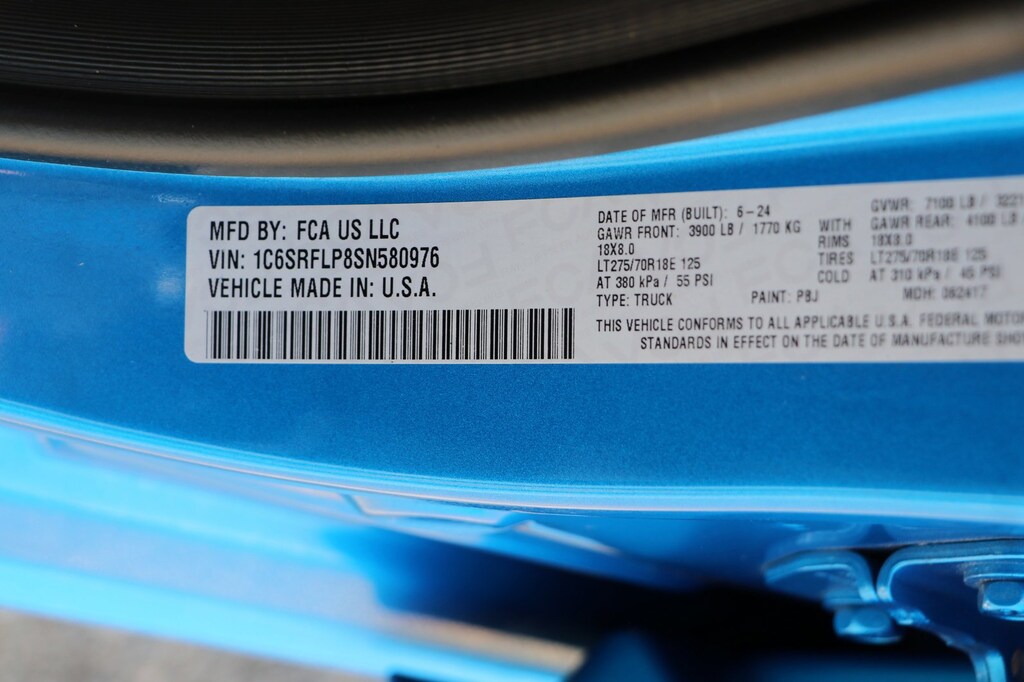 MFD BY: FCA US LLC
VIN: 1C6SRFLP8SN580976
VEHICLE MADE IN: U.S.A.
DATE OF MFR (BUILT): 6-24
GVWR: 7100 LB / 3221
GAWR FRONT: 3900 LB / 1770 KG WITH GAWR REAR: 4100 LB
18X8.0 RIMS 18X8.0
LT275/70R18E 125 TIRES LT275/70R18E 125
AT 380 kPa / 55 PSI COLD AT 310 kPa / 45 PSI
TYPE: TRUCK PAINT: PBJ MDH:
THIS VEHICLE CONFORMS TO ALL APPLICABLE U.S.A. FEDERAL MOTOR
STANDARDS IN EFFECT ON THE DATE OF MANUFACTURE